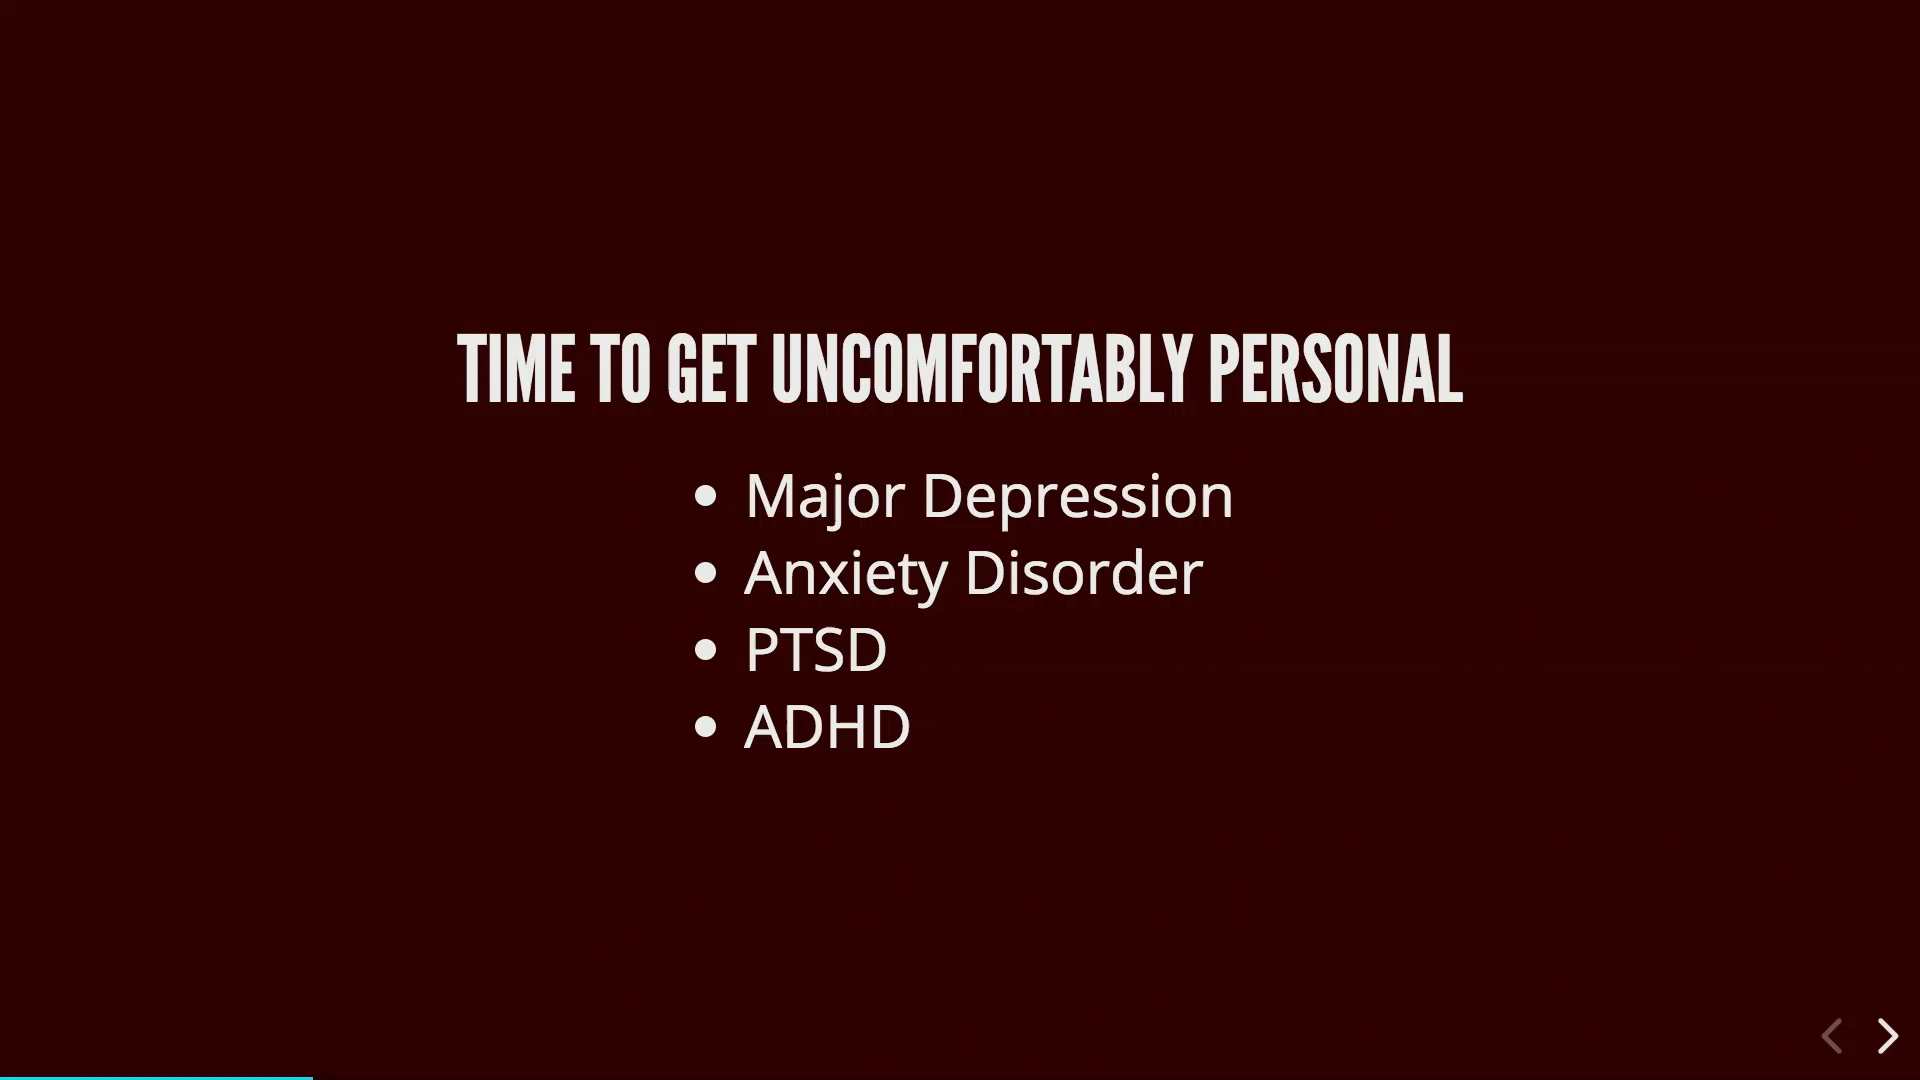 TIME TO GET UNCOMFORTABLY PERSONAL
Major Depression
Anxiety Disorder
PTSD
ADHD